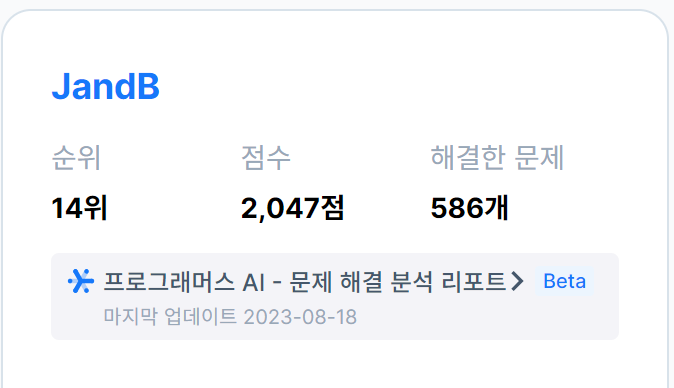 JandB
순위 점수 해결한 문제
14위 2,047점 586개
프로그래머스 AI - 문제 해결 분석 리포트 Beta
마지막 업데이트 2023-08-18